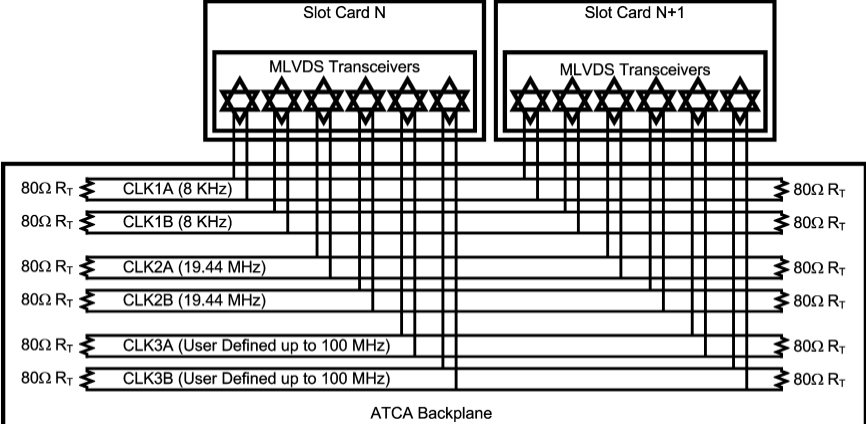 Slot Card N
Slot Card N+1
MLVDS Transceivers
MLVDS Transceivers
80Ω RT
CLK1A (8 KHz)
80Ω RT
80Ω RT
CLK1B (8 KHz)
80Ω RT
80Ω RT
CLK2A (19.44 MHz)
80Ω RT
80Ω RT
CLK2B (19.44 MHz)
80Ω RT
80Ω RT
CLK3A (User Defined up to 100 MHz)
80Ω RT
80Ω RT
CLK3B (User Defined up to 100 MHz)
80Ω RT
ATCA Backplane